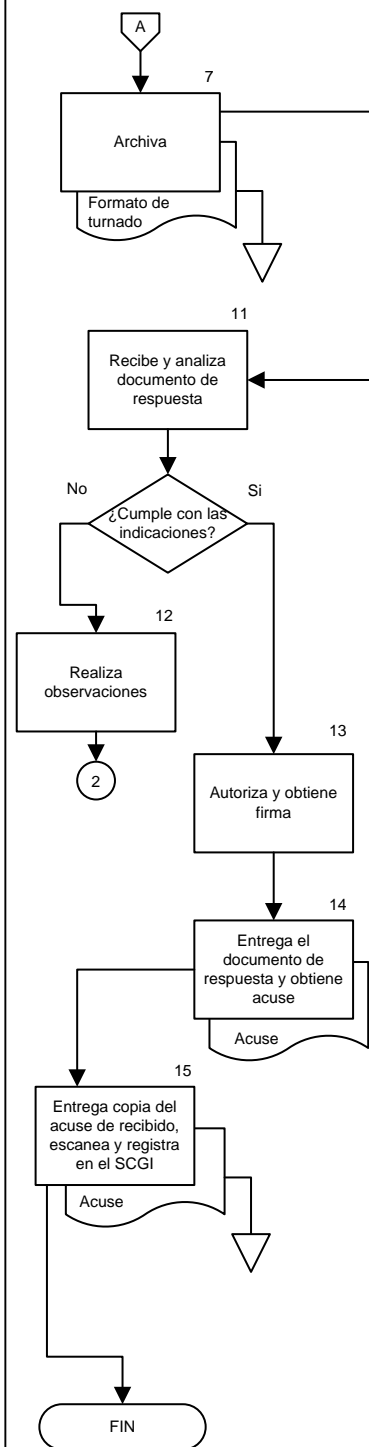 A
7
Archiva
Formato de
turnado
11
Recibe y analiza
documento de
respuesta
No
Si
¿Cumple con las
indicaciones?
12
Realiza
observaciones
2
13
Autoriza y obtiene
firma
14
Entrega el
documento de
respuesta y obtiene
acuse
Acuse
15
Entrega copia del
acuse de recibido,
escanea y registra
en el SCGI
Acuse
FIN